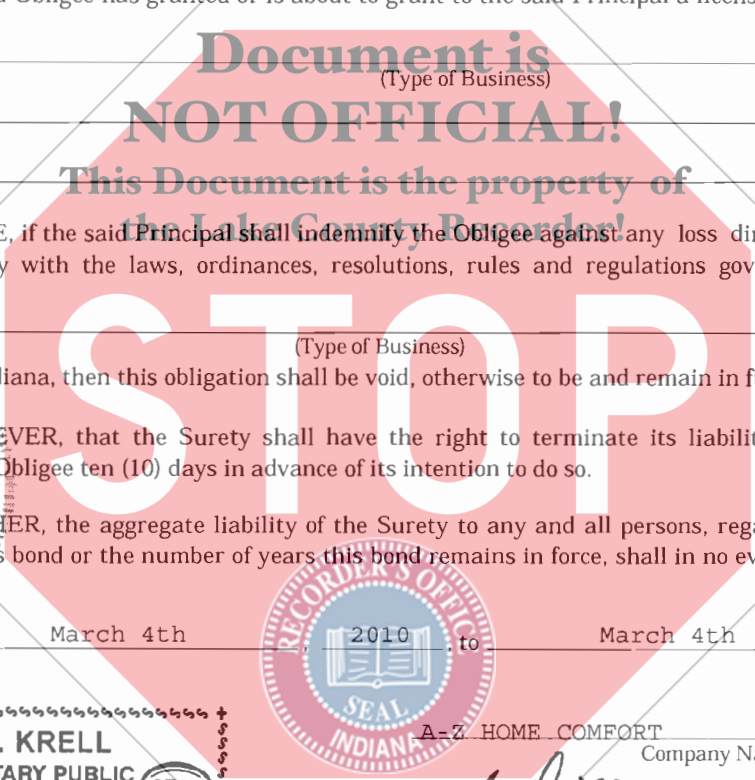 Obligee has granted or is about to grant to the said Principal a licens
Document is
(Type of Business)
NOT OFFICIAL!
This Document is the property of
the Lake County Recorder!
E, if the said Principal shall indemnify the Obligee against any loss dir
y with the laws, ordinances, resolutions, rules and regulations gov
STOP
(Type of Business)
diana, then this obligation shall be void, otherwise to be and remain in f
EVER, that the Surety shall have the right to terminate its liabilit
Obligee ten (10) days in advance of its intention to do so.
HER, the aggregate liability of the Surety to any and all persons, rega
s bond or the number of years this bond remains in force, shall in no ev
RECORDER'S OFFICE
March 4th , 2010 , to March 4th
SEAL
INDIANA
A-Z HOME COMFORT
. KRELL
Company N
TARY PUBLIC